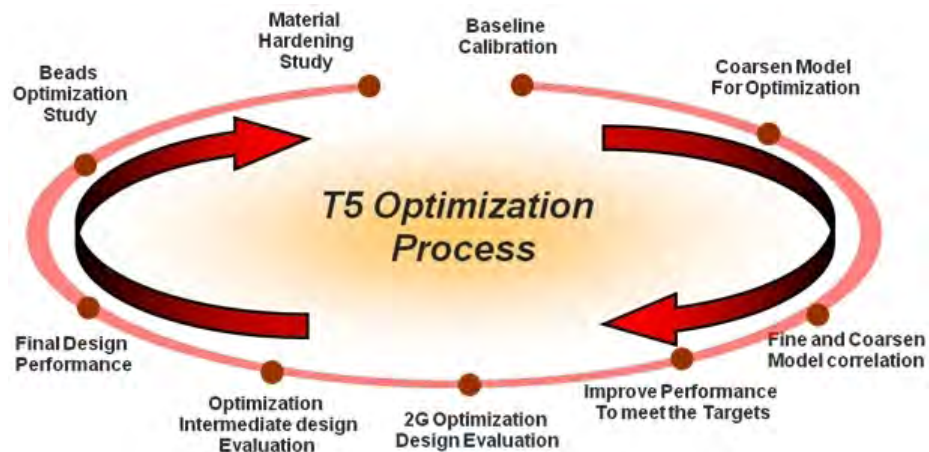 Material
Hardening
Study
Baseline
Calibration
Beads
Optimization
Study
Coarsen Model
For Optimization
T5 Optimization
Process
Final Design
Performance
Fine and Coarsen
Model correlation
Optimization
Intermediate design
Evaluation
2G Optimization
Design Evaluation
Improve Performance
To meet the Targets